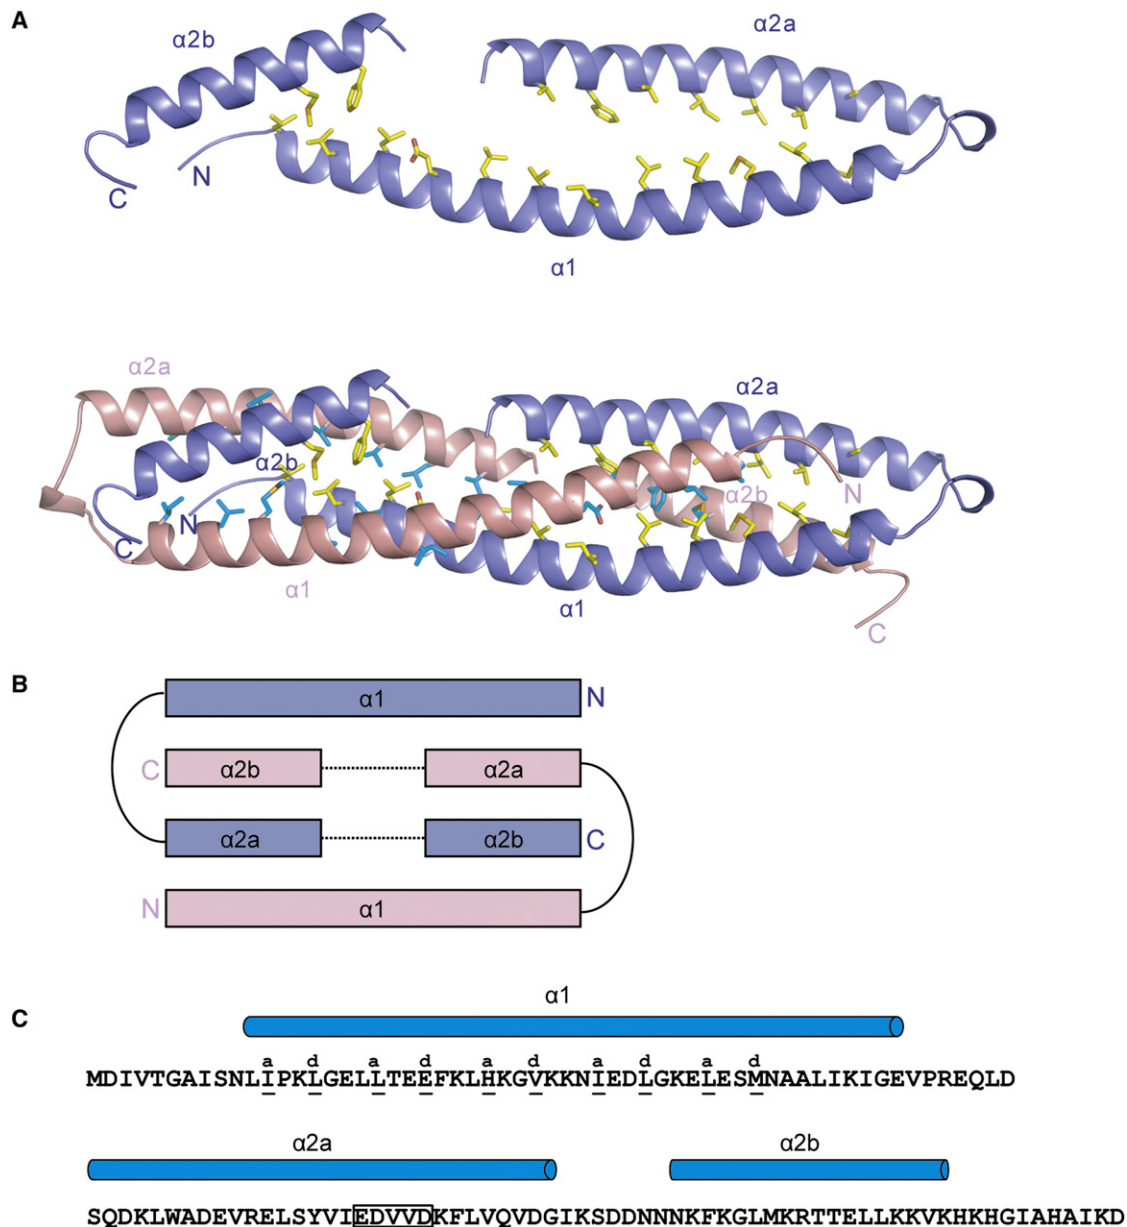 A
α2b
α2a
N
C
α1
α2a
α2a
α2b
N
N
α2b
C
α1
α1
C
B
α1
N
C
α2b
α2a
α2a
α2b
C
N
α1
C
α1
a d a d a d a d a d
MDIVTGAISNLIPKLGELLTEEFKLHKGVKKNIEDLGKELESMNAALIKIGEVPREQLD
α2a
α2b
SQDKLWADEVRELSYVIEDVVDKFLVQVDGIKSDDNNNKFKGLMKRTTELLKKVKHKHGIAHAIKD